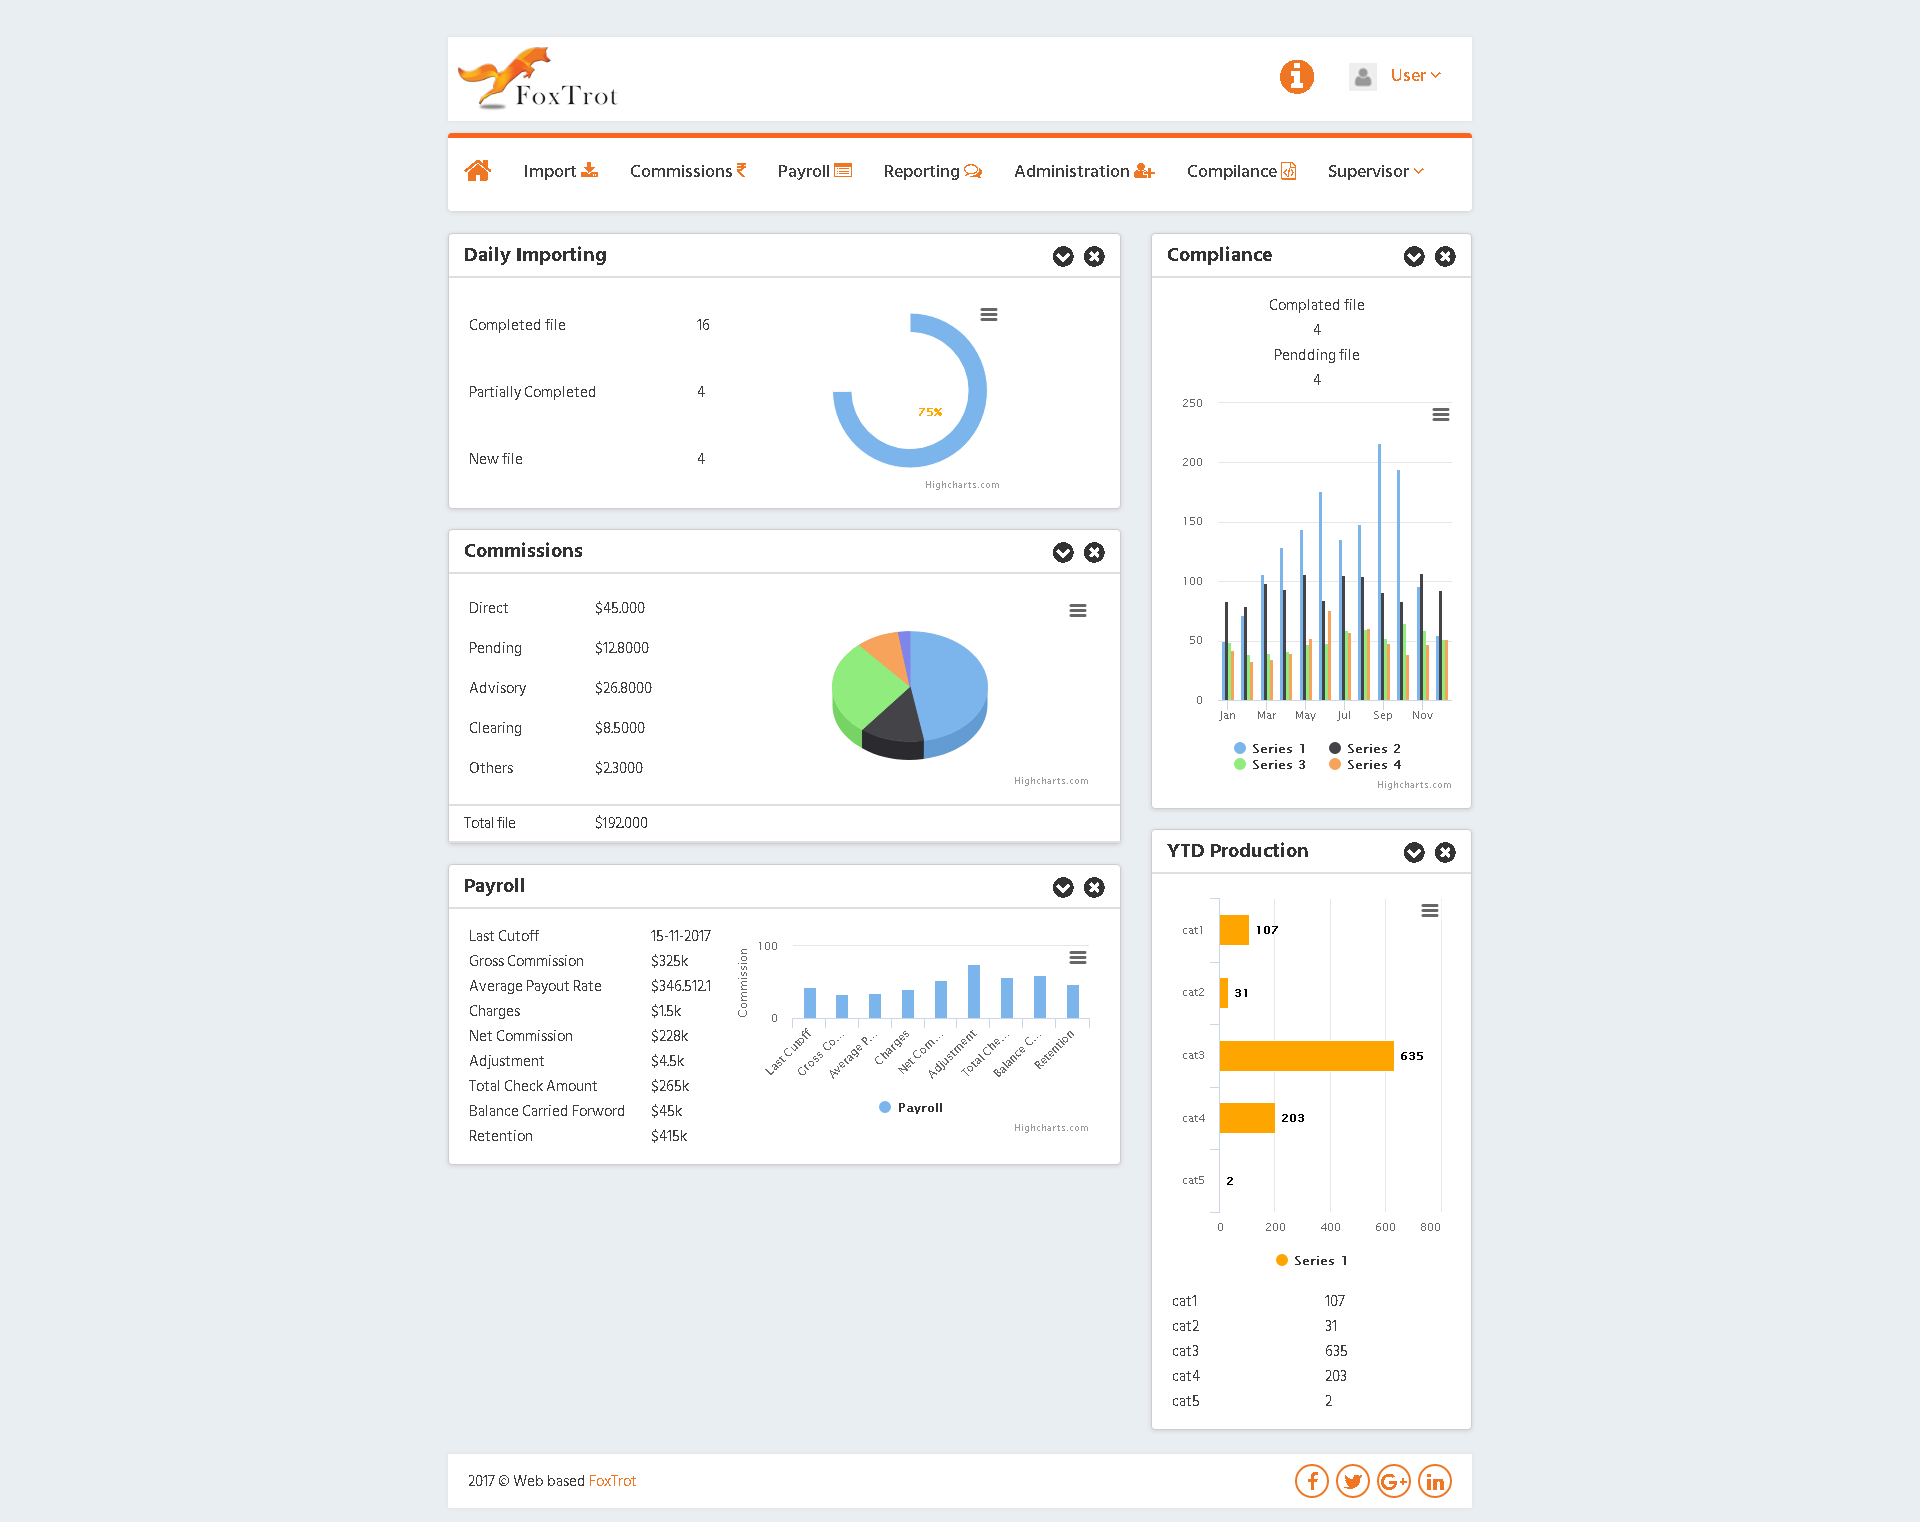 FoxTrot
User
Import
Commissions
Payroll
Reporting
Administration
Compilance
Supervisor
Daily Importing
Completed file 16
Partially Completed 4
New file 4
75%
Highcharts.com
Commissions
Direct $45.000
Pending $12.8000
Advisory $26.8000
Clearing $8.5000
Others $2.3000
Highcharts.com
Total file $192.000
Payroll
Last Cutoff 15-11-2017
Gross Commission $325k
Average Payout Rate $346.512.1
Charges $1.5k
Net Commission $228k
Adjustment $4.5k
Total Check Amount $265k
Balance Carried Forword $45k
Retention $415k
Commission
100
0
Last Cutoff
Gross Co...
Average P...
Charges
Net Com...
Adjustment
Total Che...
Balance C...
Retention
Payroll
Highcharts.com
Compliance
Complated file
4
Pendding file
4
250
200
150
100
50
0
Jan Mar May Jul Sep Nov
Series 1 Series 2
Series 3 Series 4
Highcharts.com
YTD Production
cat1 107
cat2 31
cat3 635
cat4 203
cat5 2
0 200 400 600 800
Series 1
cat1 107
cat2 31
cat3 635
cat4 203
cat5 2
2017 © Web based FoxTrot